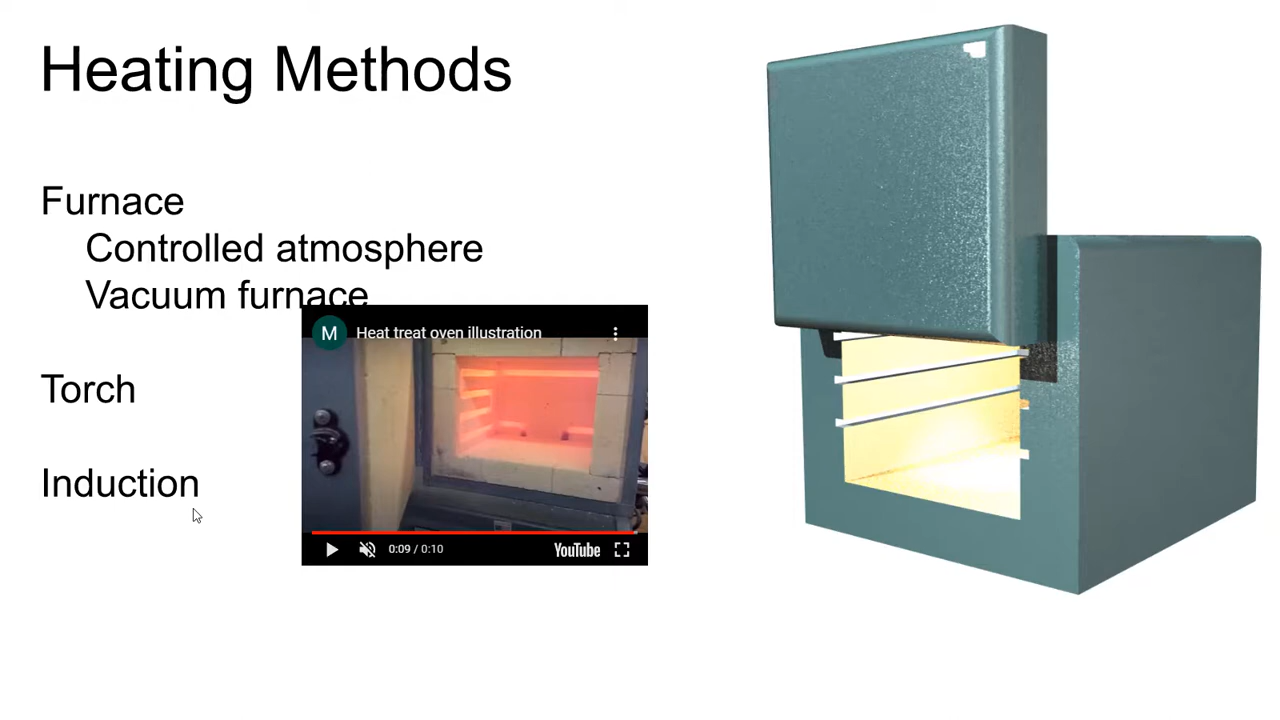 Heating Methods
Furnace
Controlled atmosphere
Vacuum furnace
M Heat treat oven illustration
Torch
Induction
0:09 / 0:10 YouTube